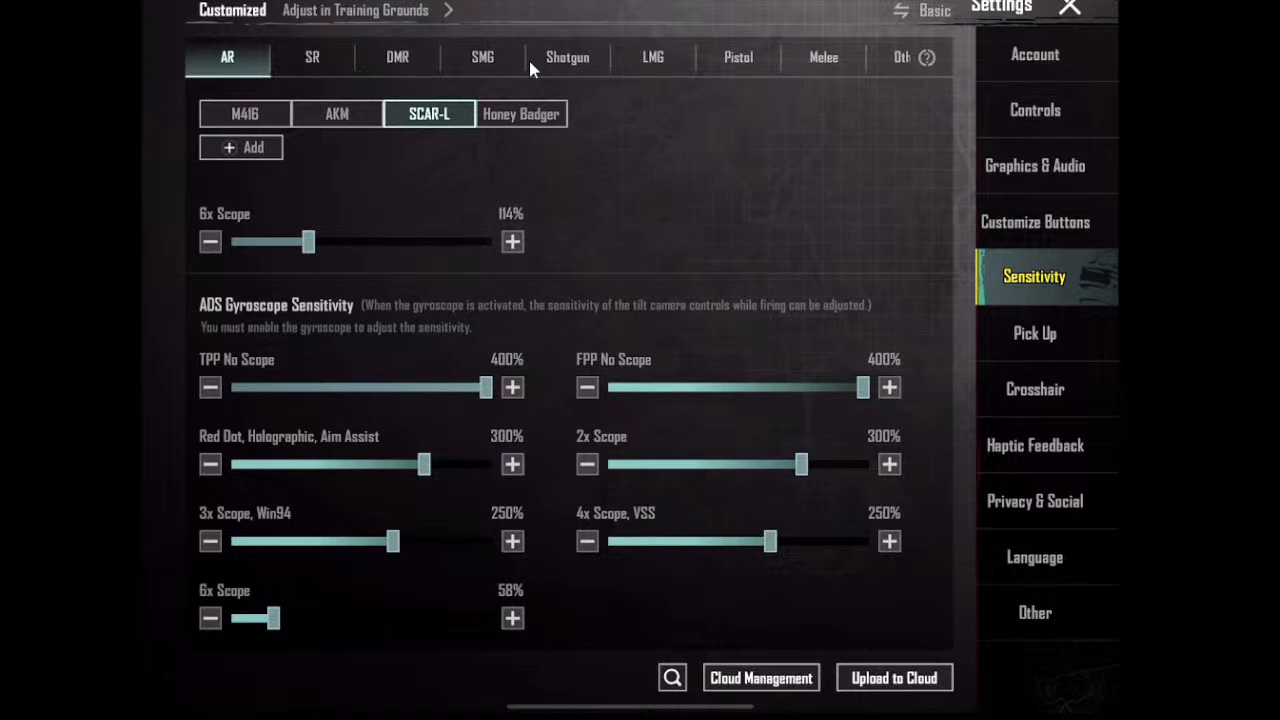 Customized Adjust in Training Grounds
Basic
Settings
AR SR DMR SMG Shotgun LMG Pistol Melee Oth
M416 AKM SCAR-L Honey Badger
Add
6x Scope 114%
ADS Gyroscope Sensitivity (When the gyroscope is activated, the sensitivity of the tilt camera controls while firing can be adjusted.)
You must enable the gyroscope to adjust the sensitivity.
TPP No Scope 400%
FPP No Scope 400%
Red Dot, Holographic, Aim Assist 300%
2x Scope 300%
3x Scope, Win94 250%
4x Scope, VSS 250%
6x Scope 58%
Cloud Management
Upload to Cloud
Account
Controls
Graphics & Audio
Customize Buttons
Sensitivity
Pick Up
Crosshair
Haptic Feedback
Privacy & Social
Language
Other